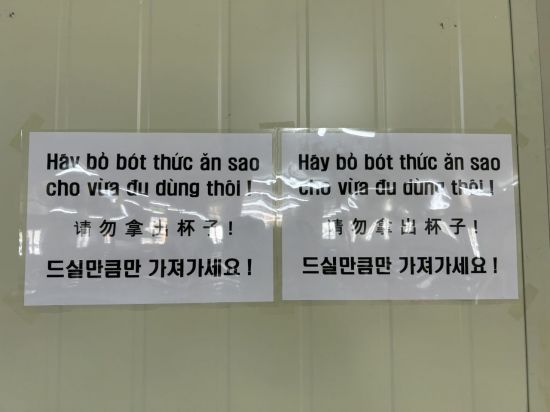 Hãy bỏ bót thức ăn sao
cho vừa đu dùng thôi !
请勿拿出杯子!
드실만큼만 가져가세요 !
Hãy bỏ bót thức ăn sao
cho vừa đu dùng thôi !
请勿拿出杯子!
드실만큼만 가져가세요 !